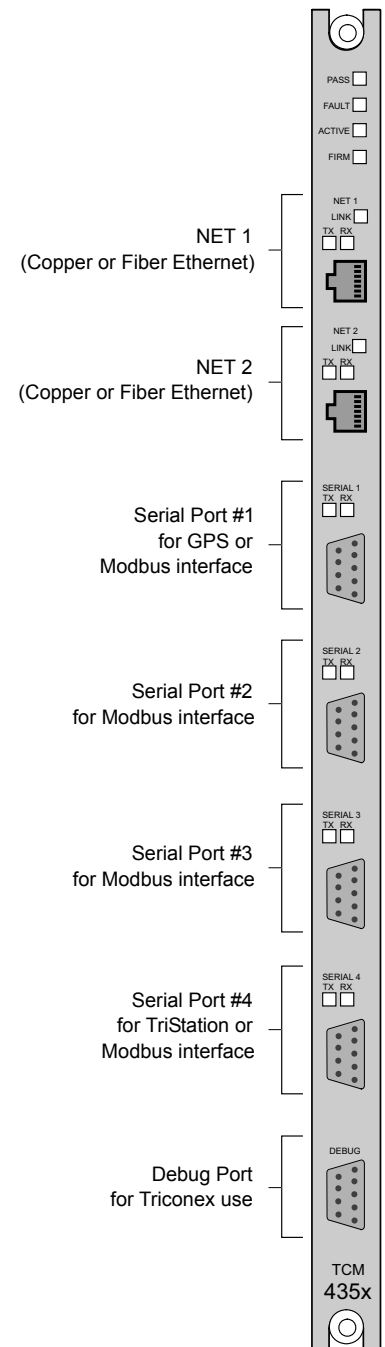 PASS
FAULT
ACTIVE
FIRM
NET 1
(Copper or Fiber Ethernet)
NET 1
LINK
TX RX
NET 2
(Copper or Fiber Ethernet)
NET 2
LINK
TX RX
Serial Port #1
for GPS or
Modbus interface
SERIAL 1
TX RX
Serial Port #2
for Modbus interface
SERIAL 2
TX RX
Serial Port #3
for Modbus interface
SERIAL 3
TX RX
Serial Port #4
for TriStation or
Modbus interface
SERIAL 4
TX RX
Debug Port
for Triconex use
DEBUG
TCM
435x